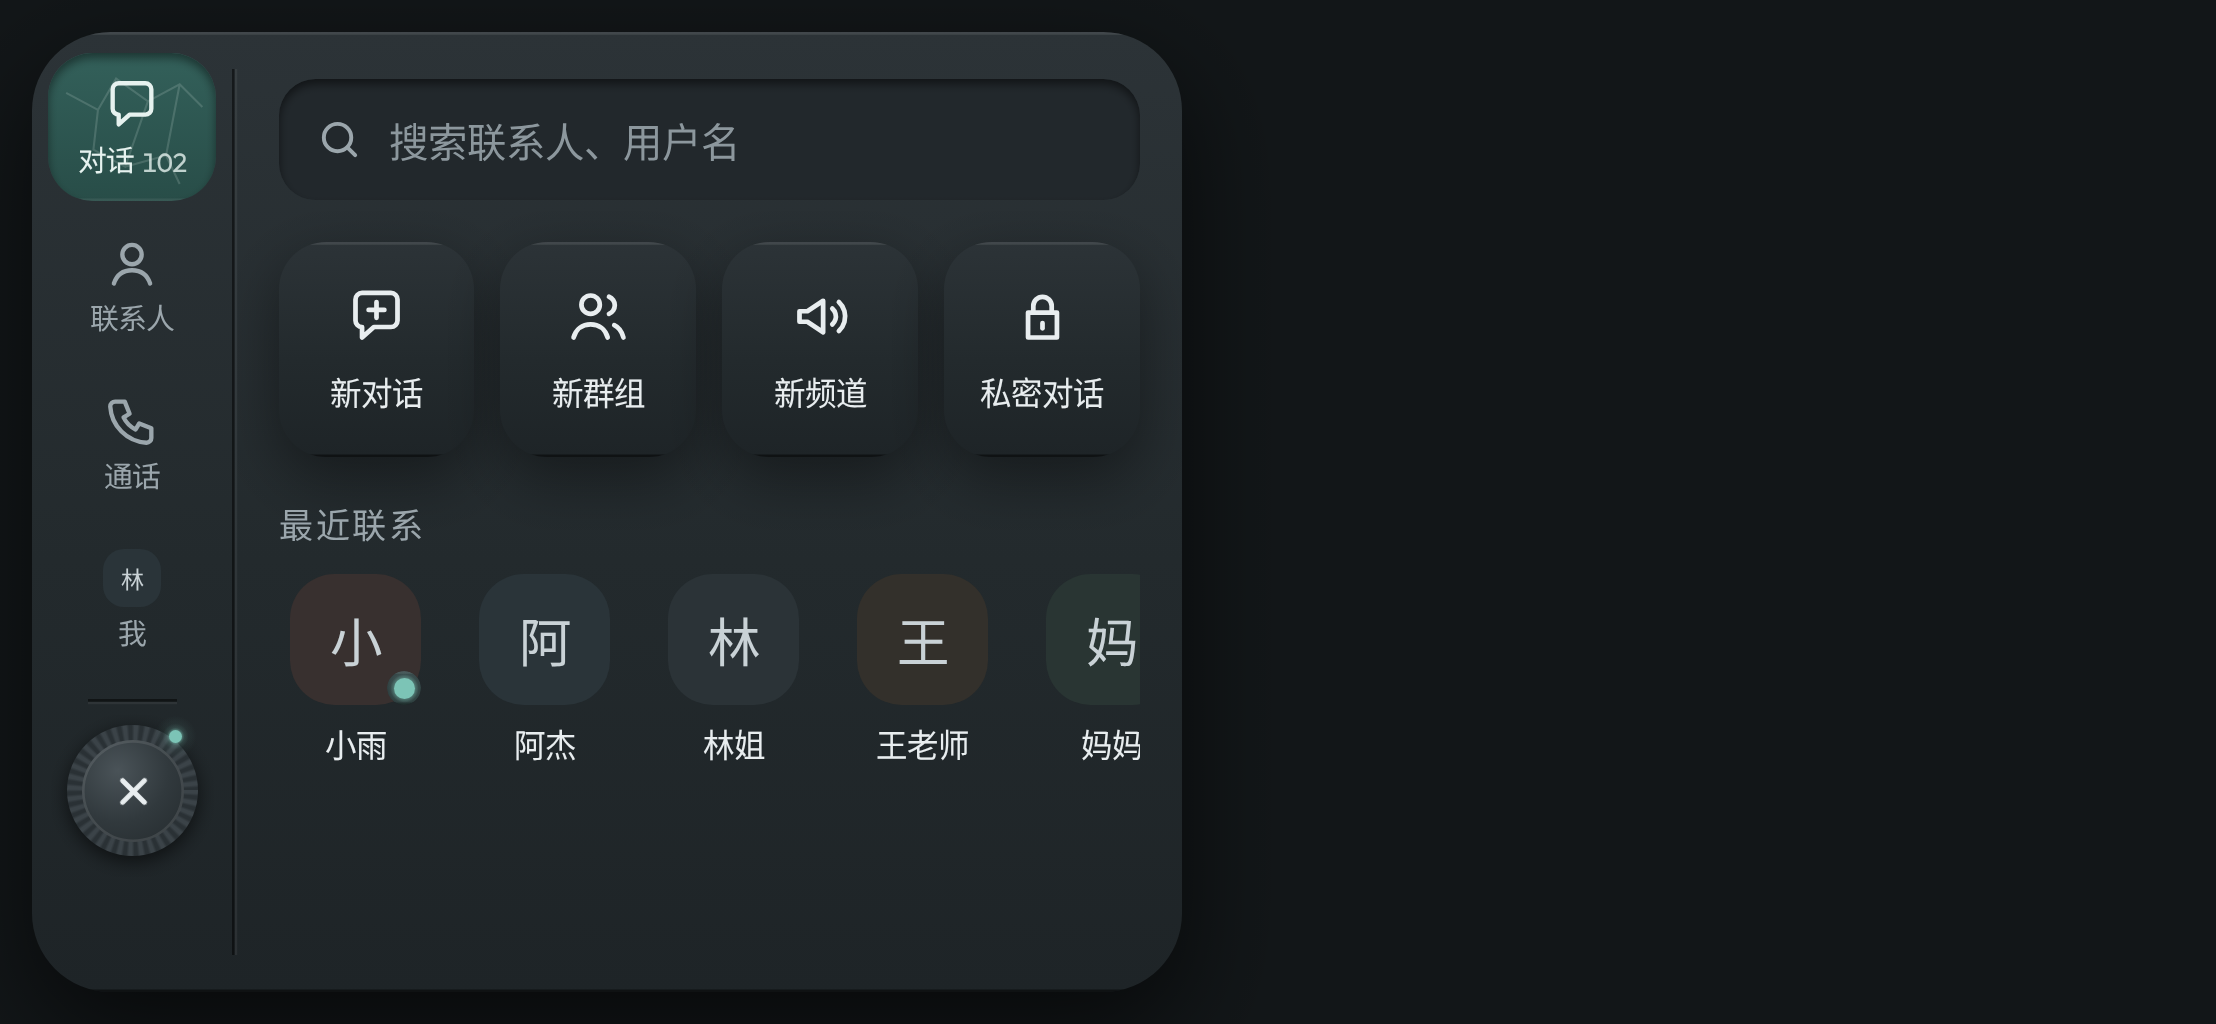 对话 102
联系人
通话
林
我
搜索联系人、用户名
新对话
新群组
新频道
私密对话
最近联系
小
阿
林
王
妈
小雨
阿杰
林姐
王老师
妈妈